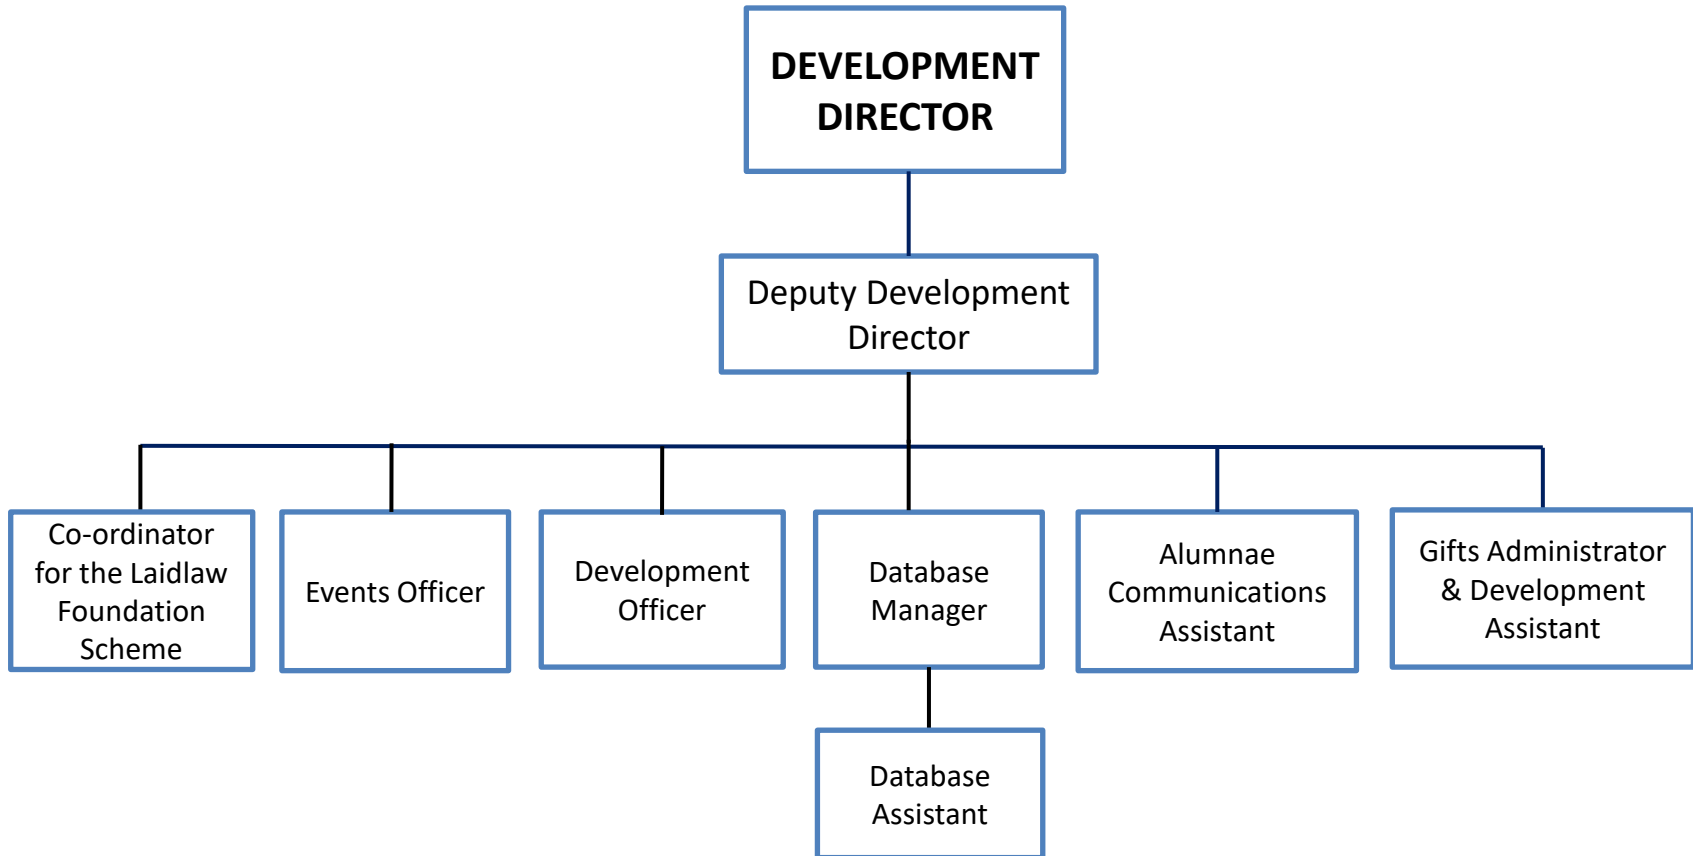 DEVELOPMENT
DIRECTOR
Deputy Development
Director
Co-ordinator
for the Laidlaw
Foundation
Scheme
Events Officer
Development
Officer
Database
Manager
Alumnae
Communications
Assistant
Gifts Administrator
& Development
Assistant
Database
Assistant